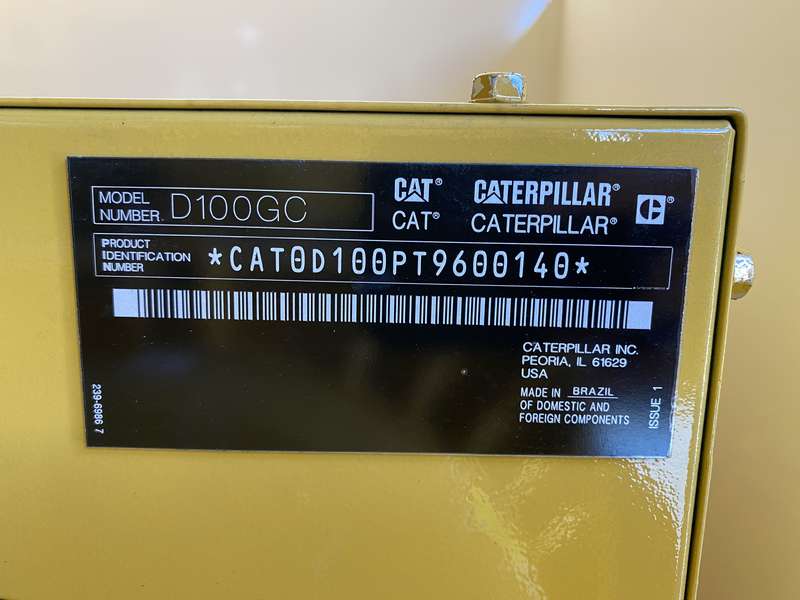 MODEL
NUMBER D100GC
CAT® CATERPILLAR®
CAT® CATERPILLAR®
C®
PRODUCT
IDENTIFICATION
NUMBER
*CAT0D100PT9600140*
CATERPILLAR INC.
PEORIA, IL 61629
USA
MADE IN BRAZIL
OF DOMESTIC AND
FOREIGN COMPONENTS
239-6986 7
ISSUE 1